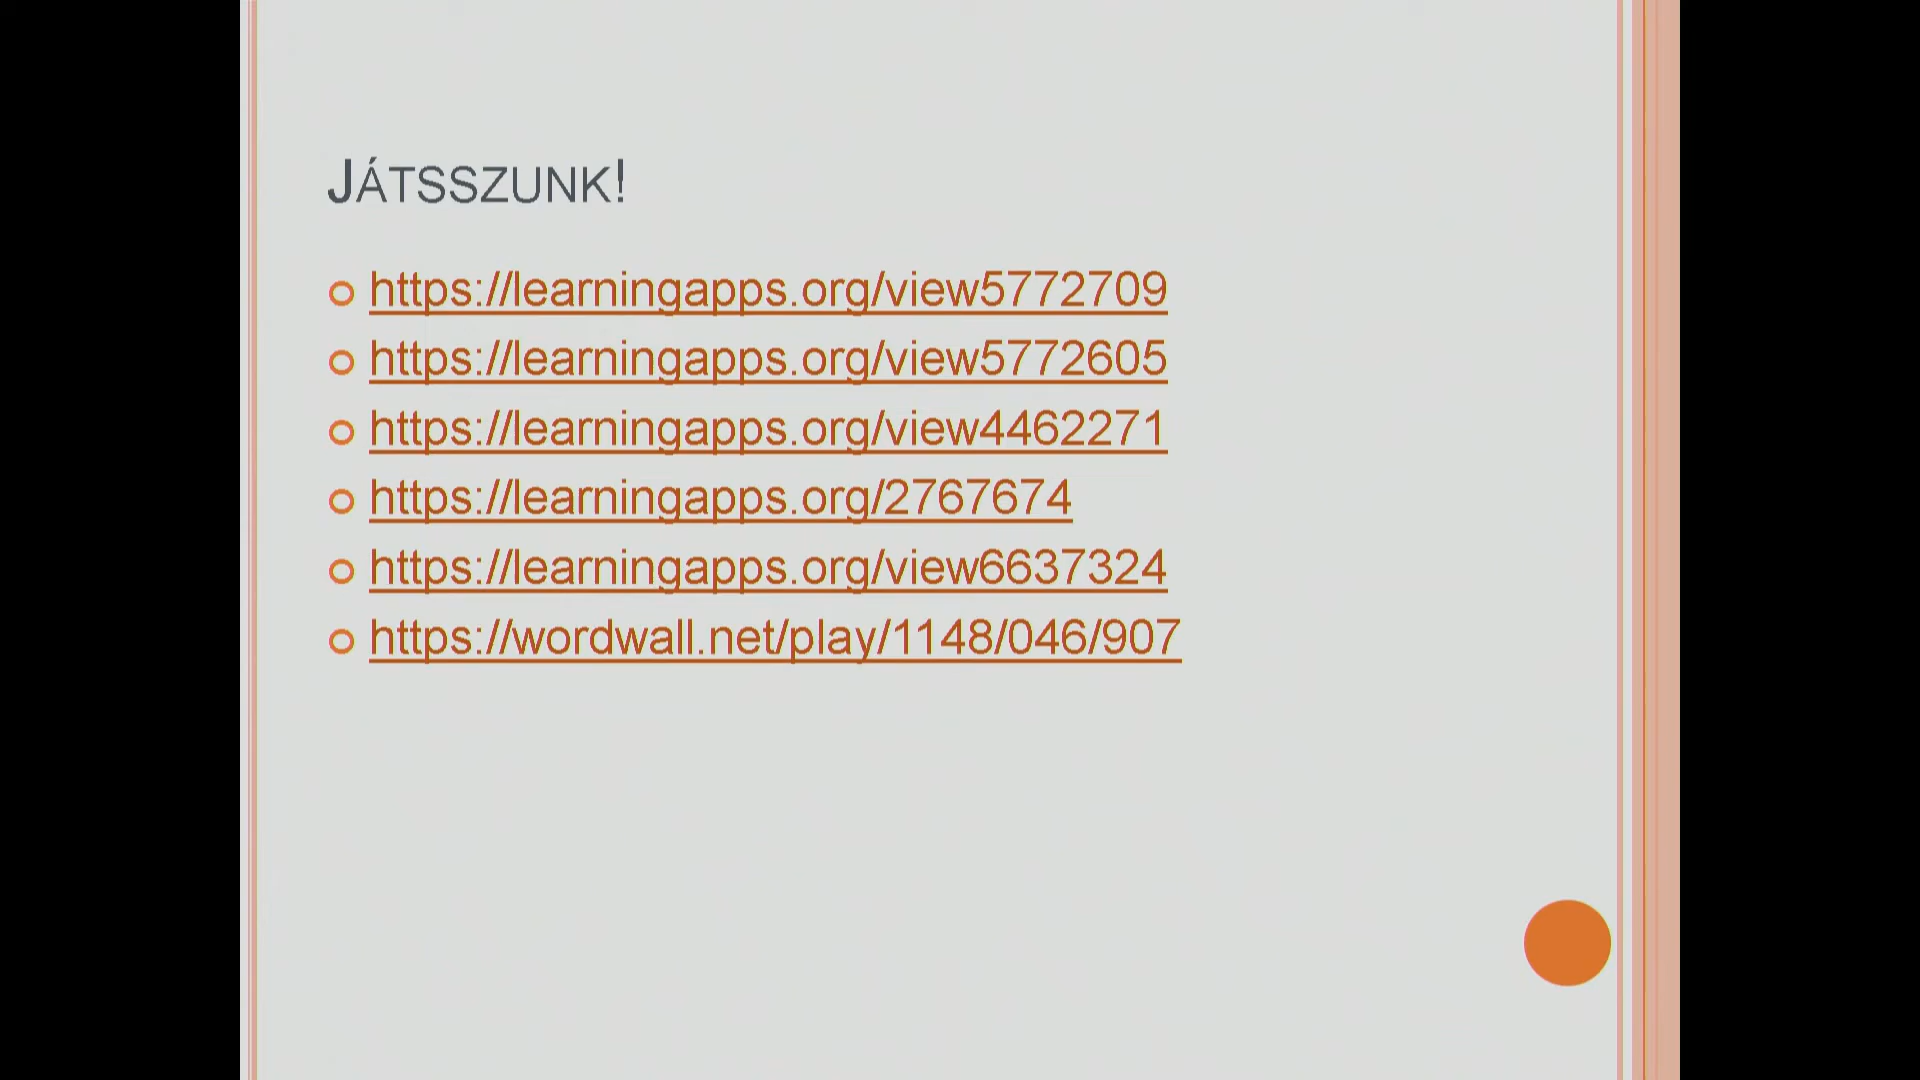 JÁTSSZUNK!
https://learningapps.org/view5772709
https://learningapps.org/view5772605
https://learningapps.org/view4462271
https://learningapps.org/2767674
https://learningapps.org/view6637324
https://wordwall.net/play/1148/046/907